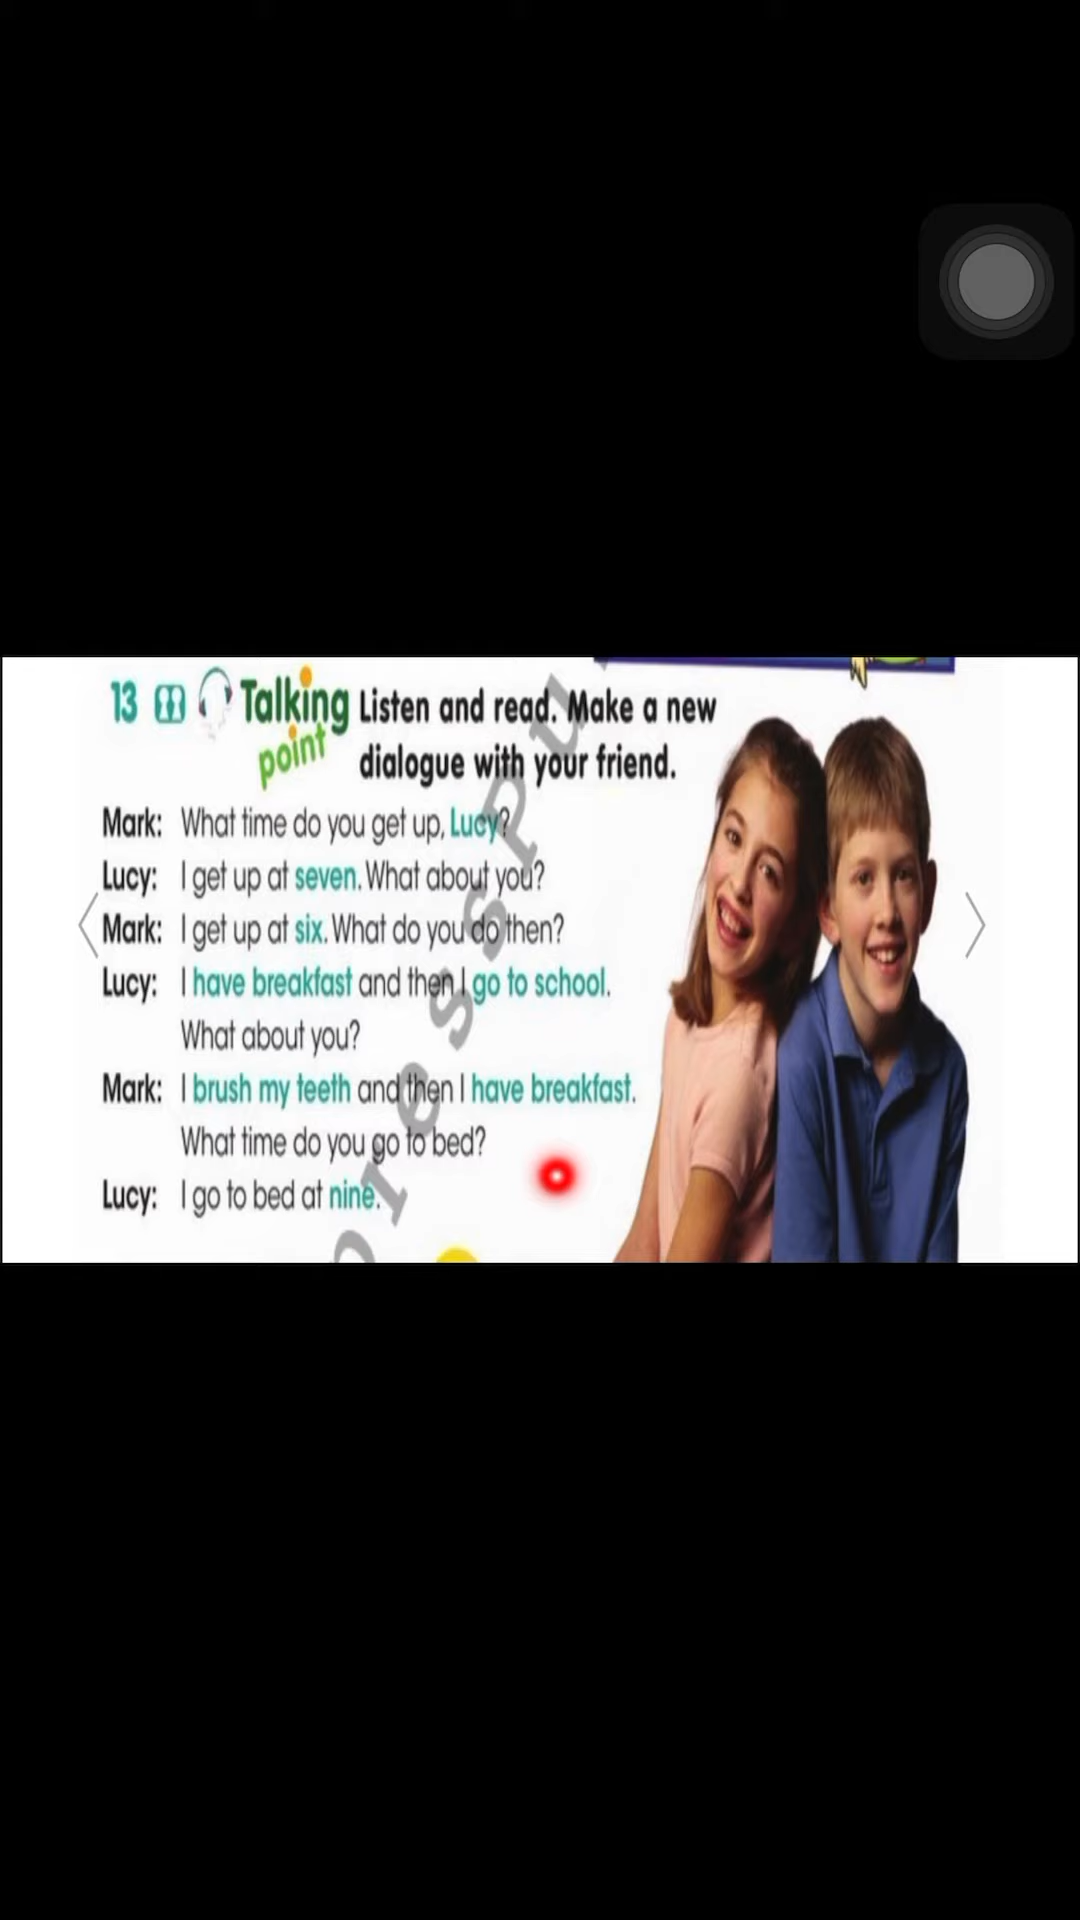 13 Talking point Listen and read. Make a new
dialogue with your friend.
Mark: What time do you get up, Lucy?
Lucy: I get up at seven. What about you?
Mark: I get up at six. What do you do then?
Lucy: I have breakfast and then I go to school.
What about you?
Mark: I brush my teeth and then I have breakfast.
What time do you go to bed?
Lucy: I go to bed at nine.
ress Pu